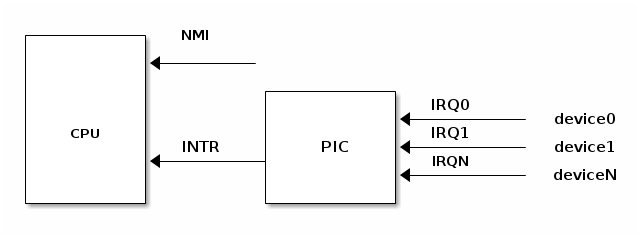 NMI
CPU
INTR
PIC
IRQ0
device0
IRQ1
device1
IRQN
deviceN